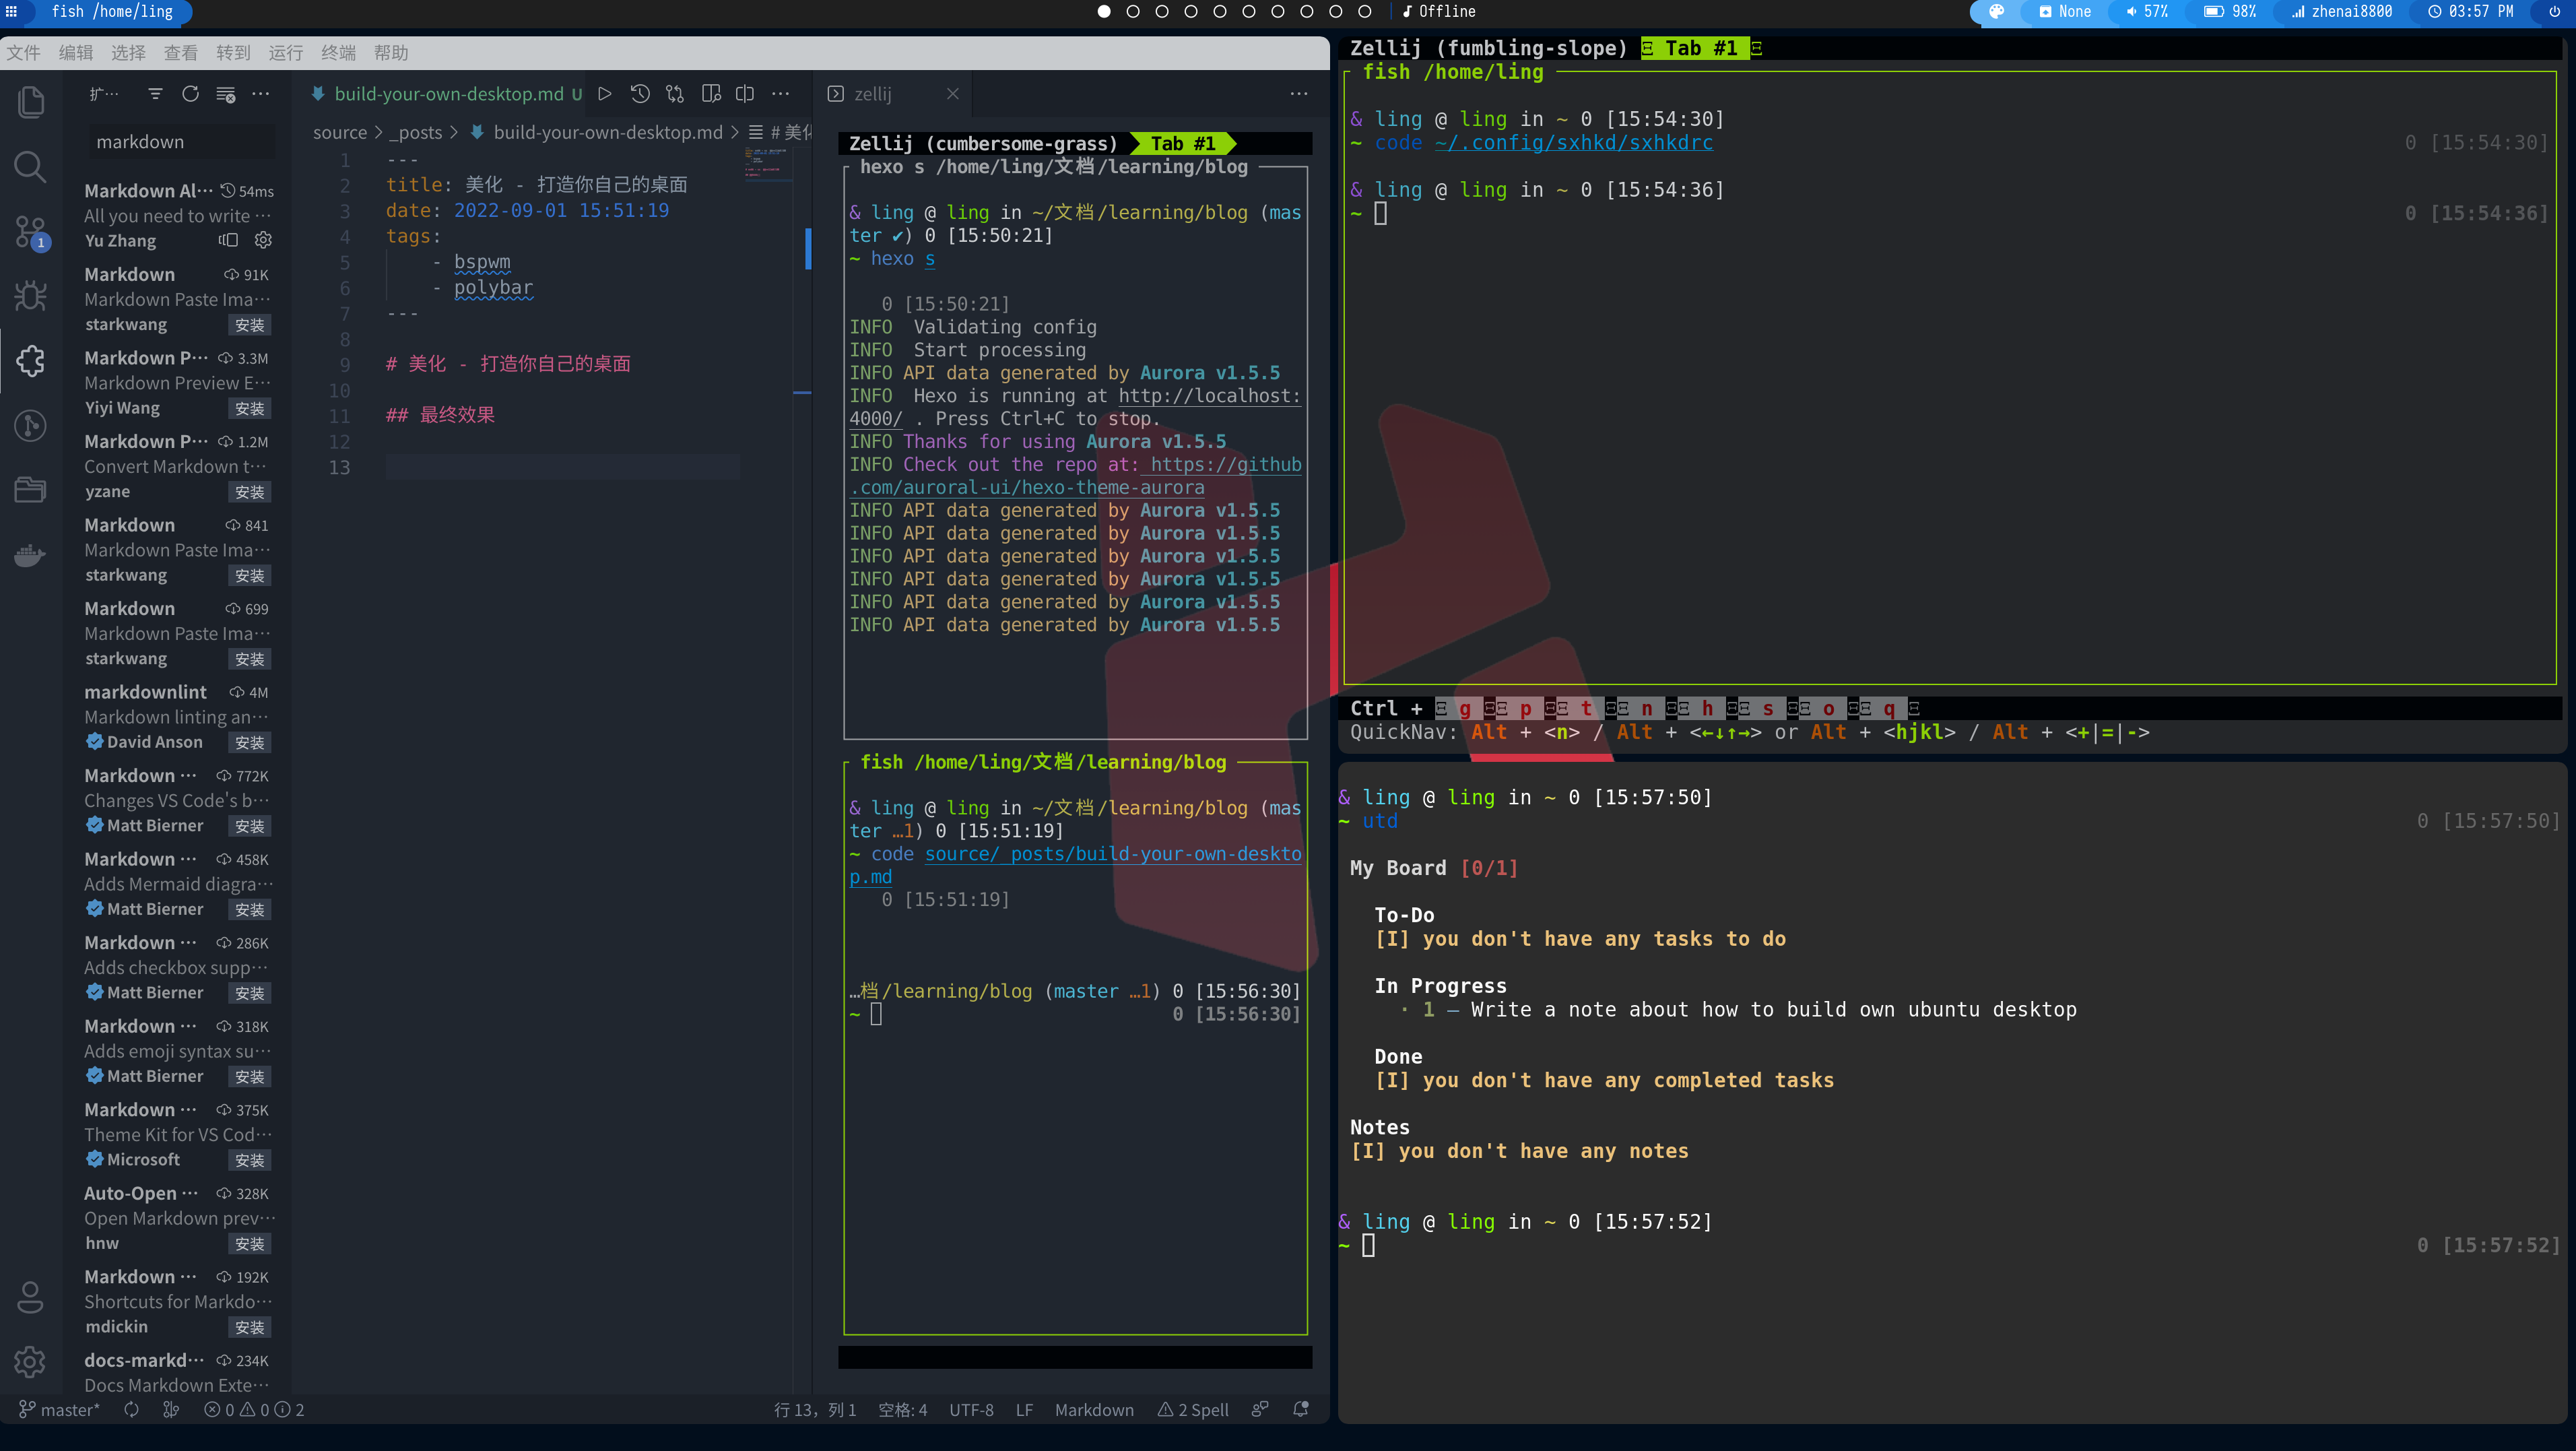 fish /home/ling
Offline
None
57%
98%
zhenai8800
03:57 PM
文件 编辑 选择 查看 转到 运行 终端 帮助
扩…
markdown
Markdown Al… 54ms
All you need to write …
Yu Zhang
Markdown 91K
Markdown Paste Ima…
starkwang 安装
Markdown P… 3.3M
Markdown Preview E…
Yiyi Wang 安装
Markdown P… 1.2M
Convert Markdown t…
yzane 安装
Markdown 841
Markdown Paste Ima…
starkwang 安装
Markdown 699
Markdown Paste Ima…
starkwang 安装
markdownlint 4M
Markdown linting an…
David Anson 安装
Markdown … 772K
Changes VS Code's b…
Matt Bierner 安装
Markdown … 458K
Adds Mermaid diagra…
Matt Bierner 安装
Markdown … 286K
Adds checkbox supp…
Matt Bierner 安装
Markdown … 318K
Adds emoji syntax su…
Matt Bierner 安装
Markdown … 375K
Theme Kit for VS Cod…
Microsoft 安装
Auto-Open … 328K
Open Markdown prev…
hnw 安装
Markdown … 192K
Shortcuts for Markdo…
mdickin 安装
docs-markd… 234K
Docs Markdown Exte…
1
build-your-own-desktop.md U
source > _posts > build-your-own-desktop.md > # 美化
1 ---
2 title: 美化 - 打造你自己的桌面
3 date: 2022-09-01 15:51:19
4 tags:
5 - bspwm
6 - polybar
7 ---
8
9 # 美化 - 打造你自己的桌面
10
11 ## 最终效果
12
13
zellij
Zellij (cumbersome-grass) Tab #1
hexo s /home/ling/文档/learning/blog
& ling @ ling in ~/文档/learning/blog (mas
ter ✔) 0 [15:50:21]
~ hexo s
0 [15:50:21]
INFO  Validating config
INFO  Start processing
INFO API data generated by Aurora v1.5.5
INFO  Hexo is running at http://localhost:
4000/ . Press Ctrl+C to stop.
INFO Thanks for using Aurora v1.5.5
INFO Check out the repo at: https://github
.com/auroral-ui/hexo-theme-aurora
INFO API data generated by Aurora v1.5.5
INFO API data generated by Aurora v1.5.5
INFO API data generated by Aurora v1.5.5
INFO API data generated by Aurora v1.5.5
INFO API data generated by Aurora v1.5.5
INFO API data generated by Aurora v1.5.5
fish /home/ling/文档/learning/blog
& ling @ ling in ~/文档/learning/blog (mas
ter …1) 0 [15:51:19]
~ code source/_posts/build-your-own-deskto
p.md
0 [15:51:19]
…档/learning/blog (master …1) 0 [15:56:30]
~ 0 [15:56:30]
master* 0 0 2
行 13，列 1 空格: 4 UTF-8 LF Markdown 2 Spell
Zellij (fumbling-slope) Tab #1
fish /home/ling
& ling @ ling in ~ 0 [15:54:30]
~ code ~/.config/sxhkd/sxhkdrc 0 [15:54:30]
& ling @ ling in ~ 0 [15:54:36]
~ 0 [15:54:36]
Ctrl + g p t n h s o q
QuickNav: Alt + <n> / Alt + <←↓↑→> or Alt + <hjkl> / Alt + <+|=|->
& ling @ ling in ~ 0 [15:57:50]
~ utd 0 [15:57:50]
My Board [0/1]
To-Do
[I] you don't have any tasks to do
In Progress
· 1 – Write a note about how to build own ubuntu desktop
Done
[I] you don't have any completed tasks
Notes
[I] you don't have any notes
& ling @ ling in ~ 0 [15:57:52]
~ 0 [15:57:52]